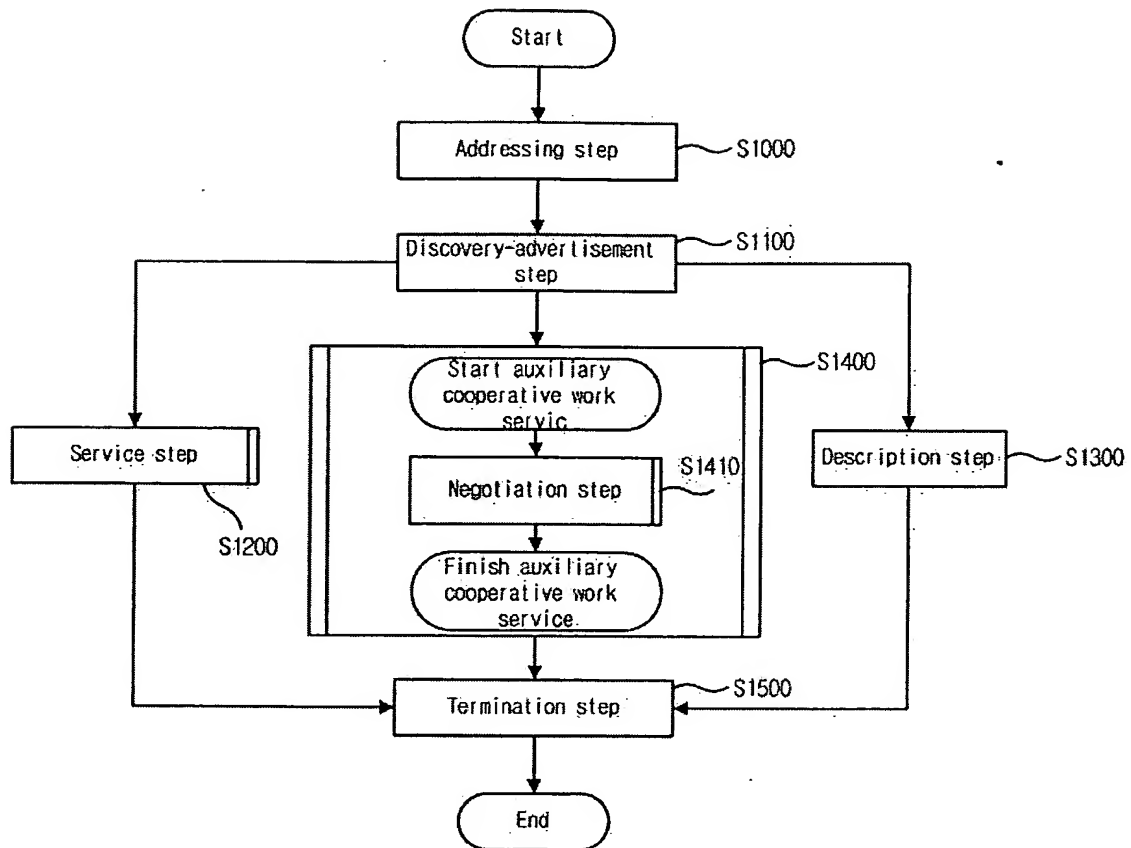 Start
Addressing step
S1000
Discovery-advertisement
step
S1100
Start auxiliary
cooperative work
servic
S1400
Service step
S1200
Negotiation step
S1410
Description step
S1300
Finish auxiliary
cooperative work
service
Termination step
S1500
End